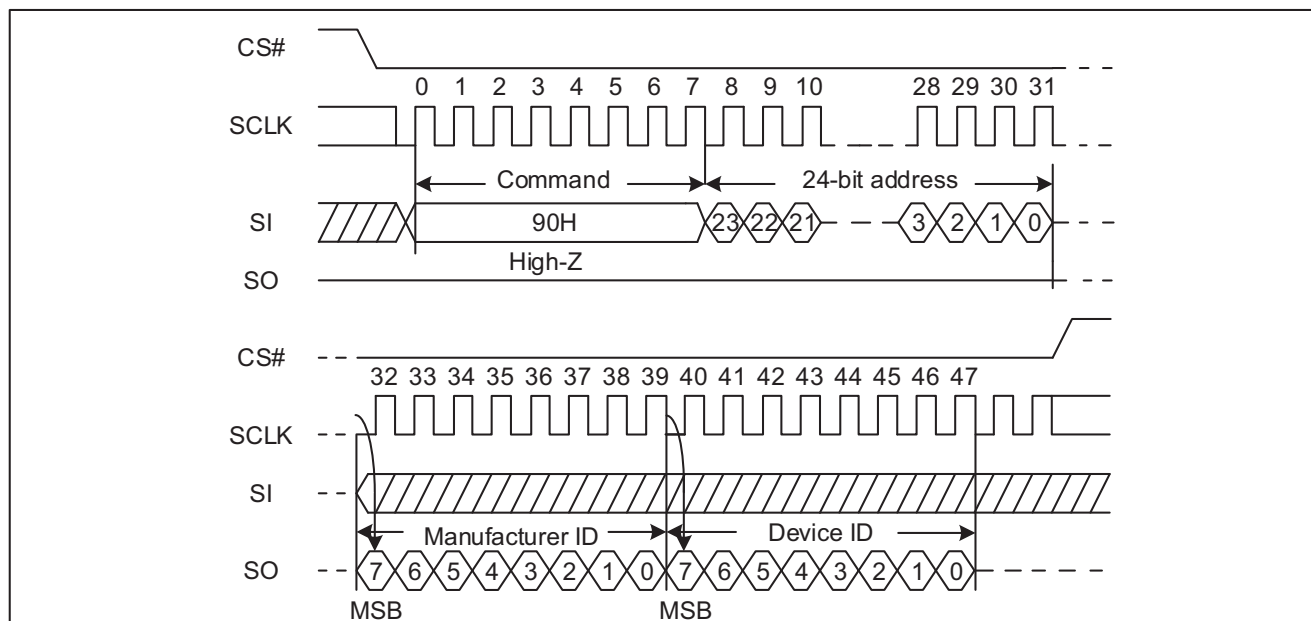 CS#
0 1 2 3 4 5 6 7 8 9 10 28 29 30 31
SCLK
Command 24-bit address
SI 90H 23 22 21 3 2 1 0
High-Z
SO
CS#
32 33 34 35 36 37 38 39 40 41 42 43 44 45 46 47
SCLK
SI
Manufacturer ID Device ID
SO 7 6 5 4 3 2 1 0 7 6 5 4 3 2 1 0
MSB MSB